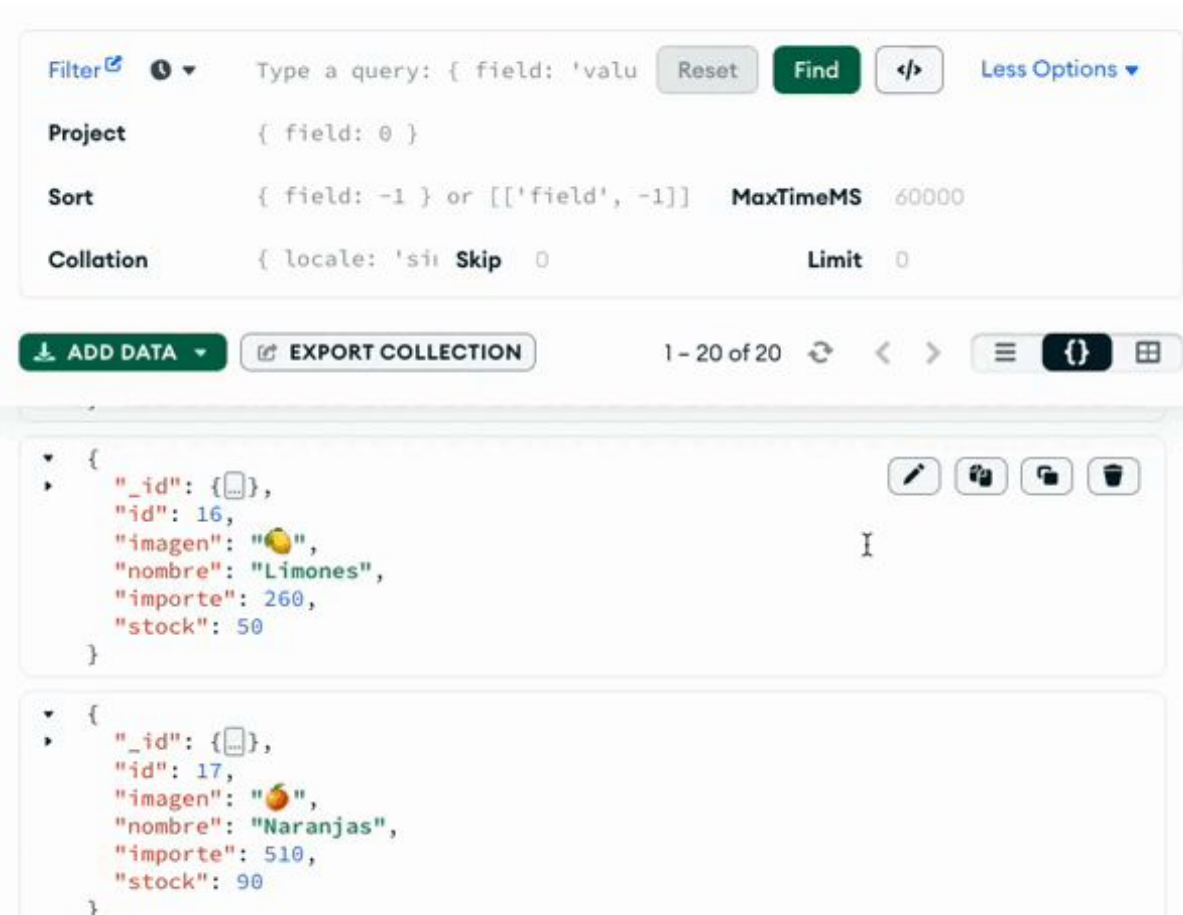 Filter Type a query: { field: 'valu Reset Find </> Less Options
Project { field: 0 }
Sort { field: -1 } or [['field', -1]] MaxTimeMS 60000
Collation { locale: 'si Skip 0 Limit 0
ADD DATA EXPORT COLLECTION 1 – 20 of 20 {}
{
"_id": {...},
"id": 16,
"imagen": "🍋",
"nombre": "Limones",
"importe": 260,
"stock": 50
}
{
"_id": {...},
"id": 17,
"imagen": "🍊",
"nombre": "Naranjas",
"importe": 510,
"stock": 90
}